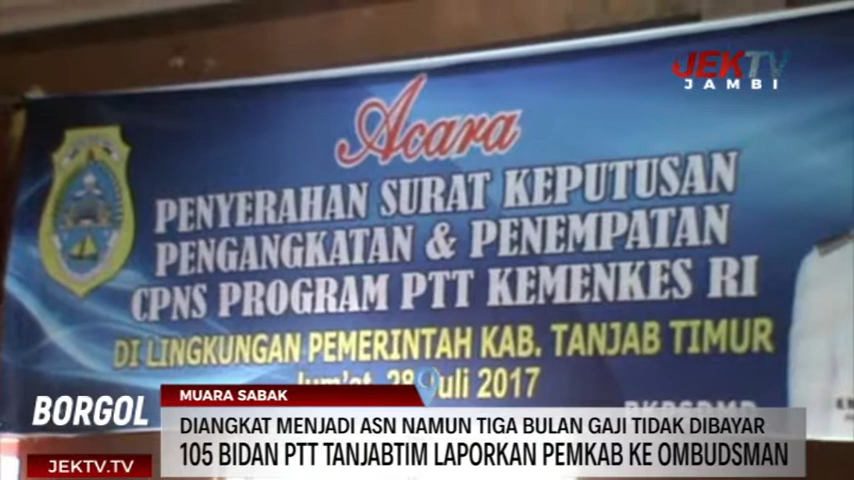 JEKTV
JAMBI
Acara
PENYERAHAN SURAT KEPUTUSAN
PENGANGKATAN & PENEMPATAN
CPNS PROGRAM PTT KEMENKES RI
DI LINGKUNGAN PEMERINTAH KAB. TANJAB TIMUR
Jum'at, 28 Juli 2017
MUARA SABAK
BORGOL
DIANGKAT MENJADI ASN NAMUN TIGA BULAN GAJI TIDAK DIBAYAR
105 BIDAN PTT TANJABTIM LAPORKAN PEMKAB KE OMBUDSMAN
JEKTV.TV